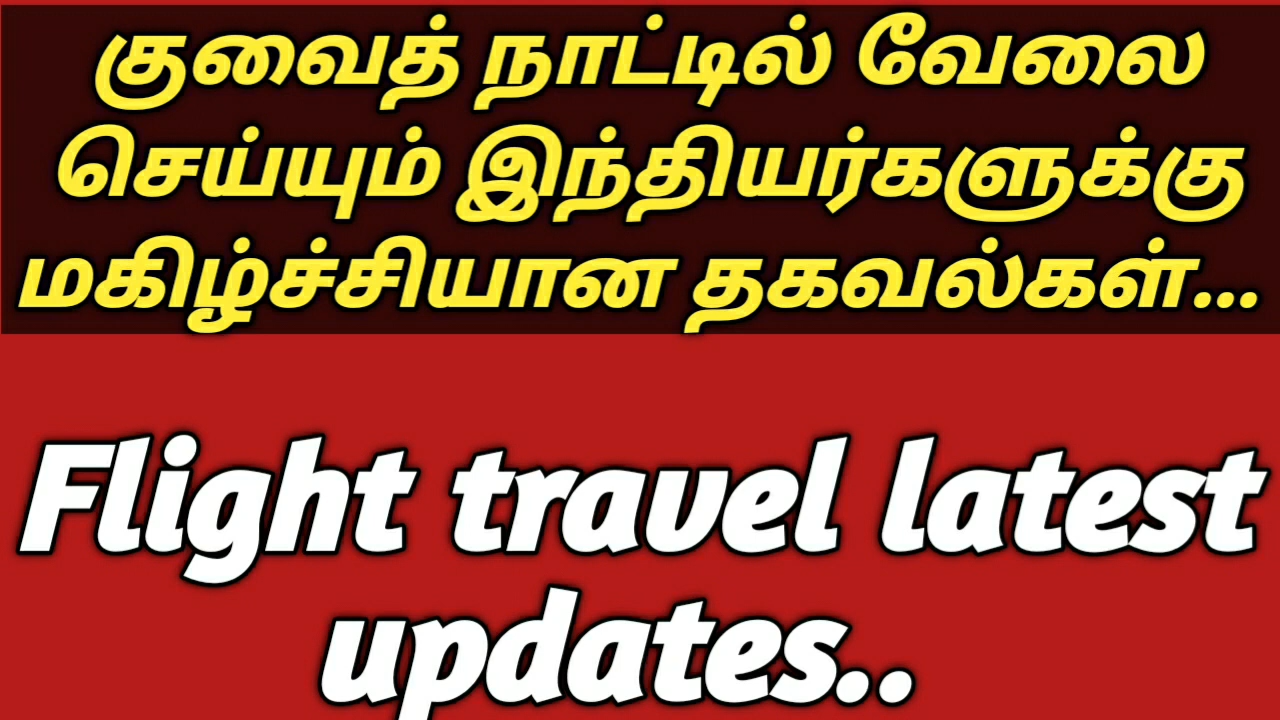 குவைத் நாட்டில் வேலை
செய்யும் இந்தியர்களுக்கு
மகிழ்ச்சியான தகவல்கள்...
Flight travel latest
updates..